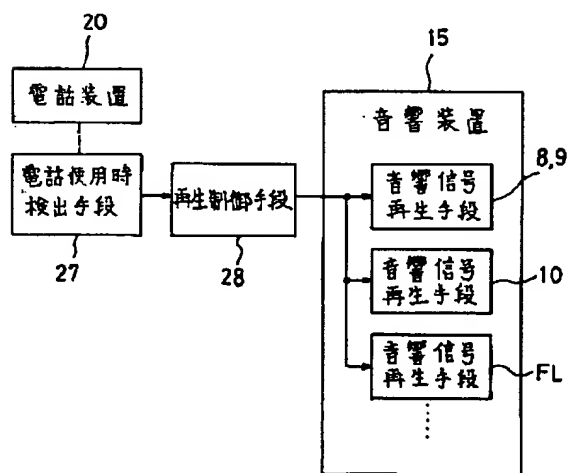 20
電話装置
電話使用時
検出手段
27
再生制御手段
28
15
音響装置
音響信号
再生手段
8,9
音響信号
再生手段
10
音響信号
再生手段
FL